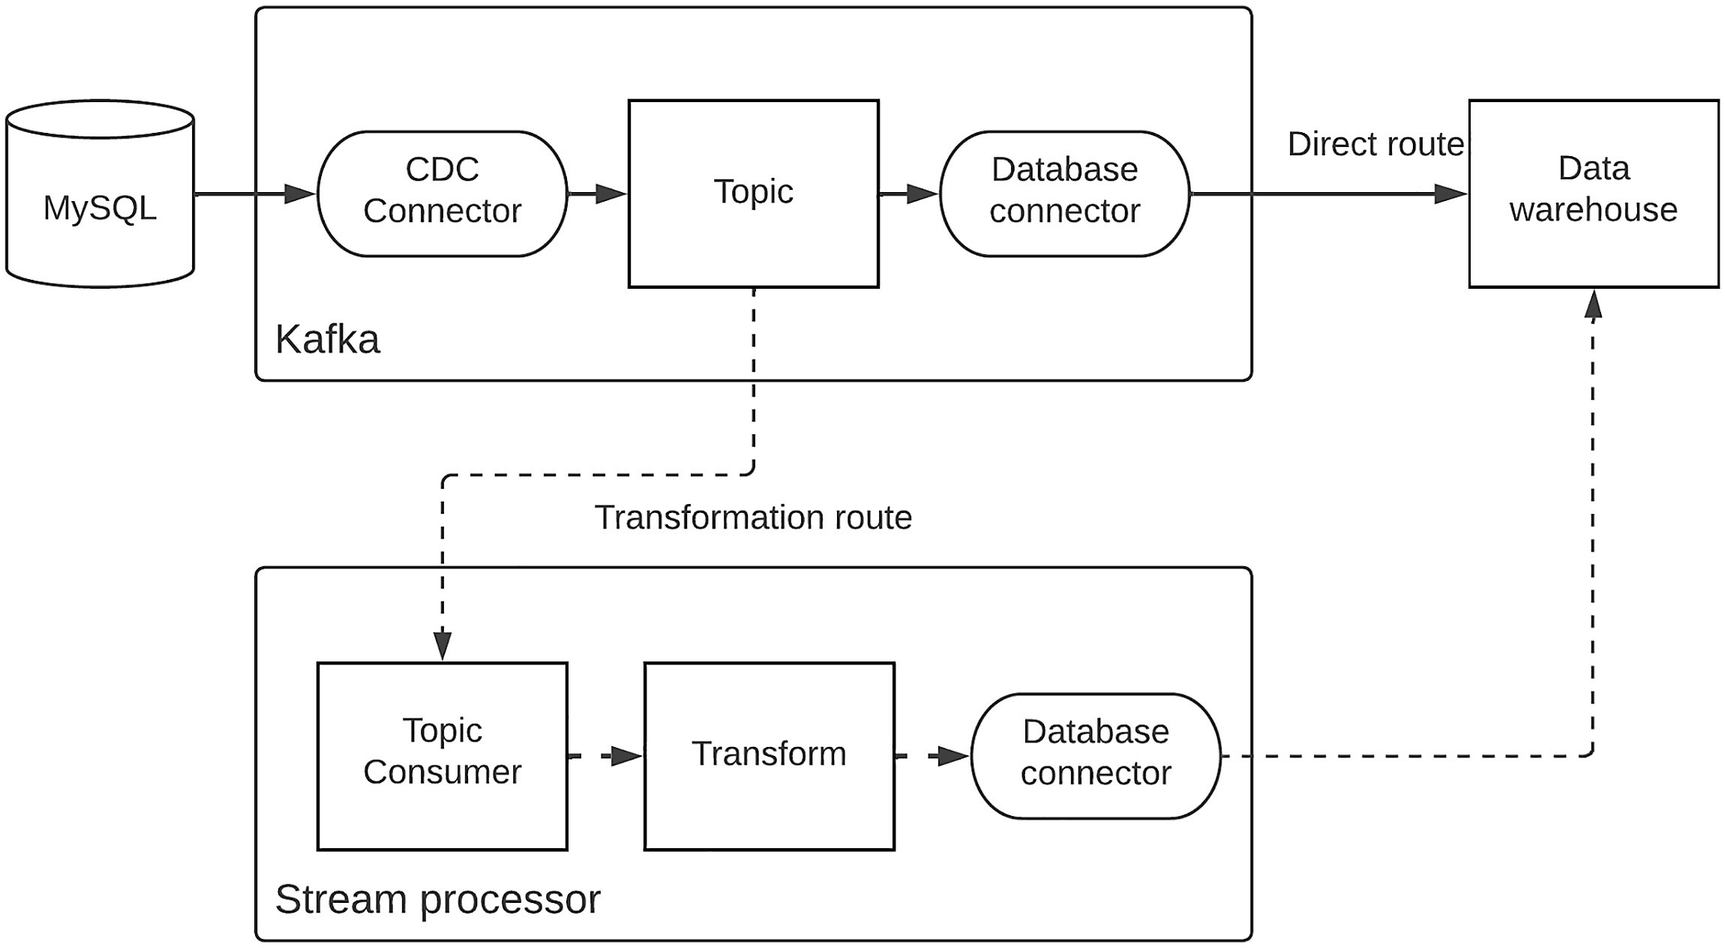 MySQL
CDC
Connector
Topic
Database
connector
Direct route
Data
warehouse
Kafka
Transformation route
Topic
Consumer
Transform
Database
connector
Stream processor